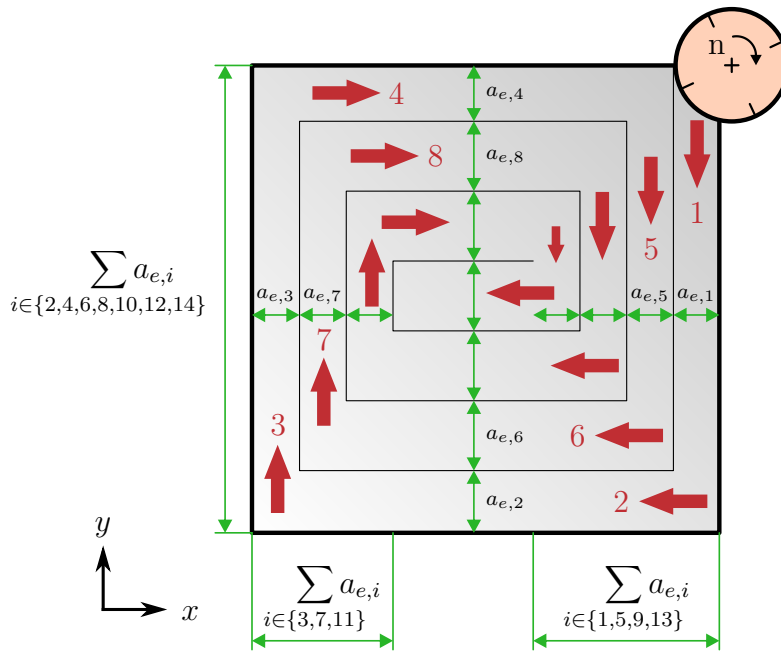 n
4
a_{e,4}
8
a_{e,8}
1
5
∑ a_{e,i}
i∈{2,4,6,8,10,12,14}
a_{e,3}
a_{e,7}
a_{e,5}
a_{e,1}
7
3
6
a_{e,6}
2
a_{e,2}
y
x
∑ a_{e,i}
i∈{3,7,11}
∑ a_{e,i}
i∈{1,5,9,13}